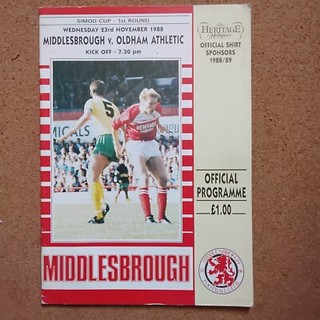 SIMOD CUP - 1st ROUND
WEDNESDAY 23rd NOVEMBER 1988
MIDDLESBROUGH v. OLDHAM ATHLETIC
KICK OFF - 7.30 pm
HERITAGE
OFFICIAL SHIRT
SPONSORS
1988/89
5
OFFICIAL
PROGRAMME
£1.00
MIDDLESBROUGH